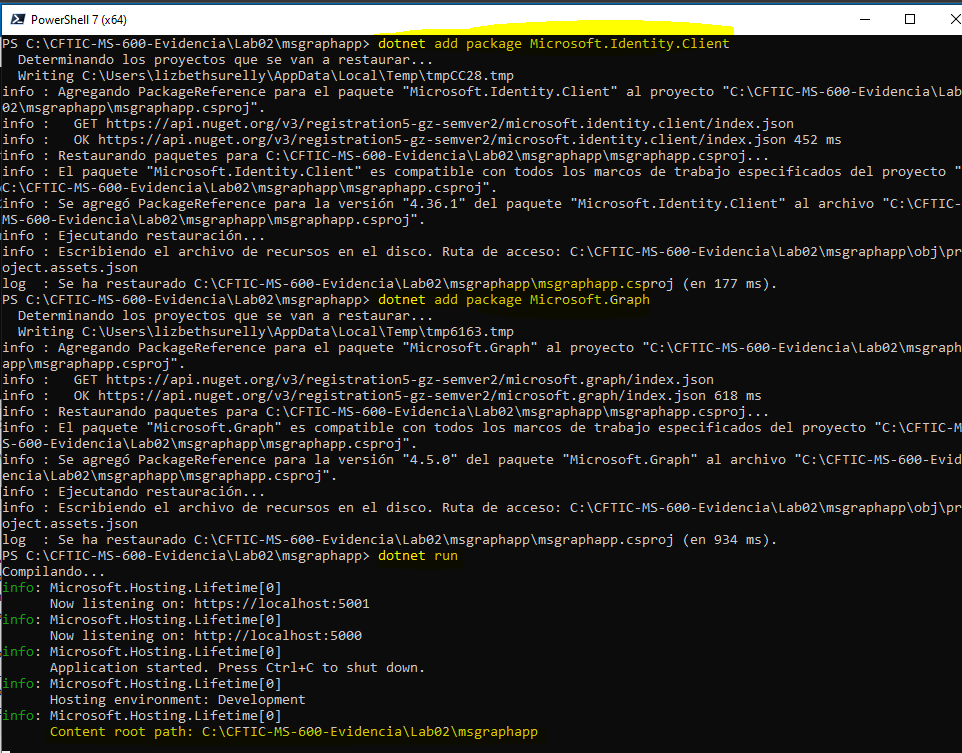 PowerShell 7 (x64)
PS C:\CFTIC-MS-600-Evidencia\Lab02\msgraphapp> dotnet add package Microsoft.Identity.Client
  Determinando los proyectos que se van a restaurar...
  Writing C:\Users\lizbethsurelly\AppData\Local\Temp\tmpCC28.tmp
info : Agregando PackageReference para el paquete "Microsoft.Identity.Client" al proyecto "C:\CFTIC-MS-600-Evidencia\Lab
02\msgraphapp\msgraphapp.csproj".
info :   GET https://api.nuget.org/v3/registration5-gz-semver2/microsoft.identity.client/index.json
info :   OK https://api.nuget.org/v3/registration5-gz-semver2/microsoft.identity.client/index.json 452 ms
info : Restaurando paquetes para C:\CFTIC-MS-600-Evidencia\Lab02\msgraphapp\msgraphapp.csproj...
info : El paquete "Microsoft.Identity.Client" es compatible con todos los marcos de trabajo especificados del proyecto "
C:\CFTIC-MS-600-Evidencia\Lab02\msgraphapp\msgraphapp.csproj".
info : Se agregó PackageReference para la versión "4.36.1" del paquete "Microsoft.Identity.Client" al archivo "C:\CFTIC-
MS-600-Evidencia\Lab02\msgraphapp\msgraphapp.csproj".
info : Ejecutando restauración...
info : Escribiendo el archivo de recursos en el disco. Ruta de acceso: C:\CFTIC-MS-600-Evidencia\Lab02\msgraphapp\obj\pr
oject.assets.json
log  : Se ha restaurado C:\CFTIC-MS-600-Evidencia\Lab02\msgraphapp\msgraphapp.csproj (en 177 ms).
PS C:\CFTIC-MS-600-Evidencia\Lab02\msgraphapp> dotnet add package Microsoft.Graph
  Determinando los proyectos que se van a restaurar...
  Writing C:\Users\lizbethsurelly\AppData\Local\Temp\tmp6163.tmp
info : Agregando PackageReference para el paquete "Microsoft.Graph" al proyecto "C:\CFTIC-MS-600-Evidencia\Lab02\msgraph
app\msgraphapp.csproj".
info :   GET https://api.nuget.org/v3/registration5-gz-semver2/microsoft.graph/index.json
info :   OK https://api.nuget.org/v3/registration5-gz-semver2/microsoft.graph/index.json 618 ms
info : Restaurando paquetes para C:\CFTIC-MS-600-Evidencia\Lab02\msgraphapp\msgraphapp.csproj...
info : El paquete "Microsoft.Graph" es compatible con todos los marcos de trabajo especificados del proyecto "C:\CFTIC-M
S-600-Evidencia\Lab02\msgraphapp\msgraphapp.csproj".
info : Se agregó PackageReference para la versión "4.5.0" del paquete "Microsoft.Graph" al archivo "C:\CFTIC-MS-600-Evid
encia\Lab02\msgraphapp\msgraphapp.csproj".
info : Ejecutando restauración...
info : Escribiendo el archivo de recursos en el disco. Ruta de acceso: C:\CFTIC-MS-600-Evidencia\Lab02\msgraphapp\obj\pr
oject.assets.json
log  : Se ha restaurado C:\CFTIC-MS-600-Evidencia\Lab02\msgraphapp\msgraphapp.csproj (en 934 ms).
PS C:\CFTIC-MS-600-Evidencia\Lab02\msgraphapp> dotnet run
Compilando...
info: Microsoft.Hosting.Lifetime[0]
      Now listening on: https://localhost:5001
info: Microsoft.Hosting.Lifetime[0]
      Now listening on: http://localhost:5000
info: Microsoft.Hosting.Lifetime[0]
      Application started. Press Ctrl+C to shut down.
info: Microsoft.Hosting.Lifetime[0]
      Hosting environment: Development
info: Microsoft.Hosting.Lifetime[0]
      Content root path: C:\CFTIC-MS-600-Evidencia\Lab02\msgraphapp